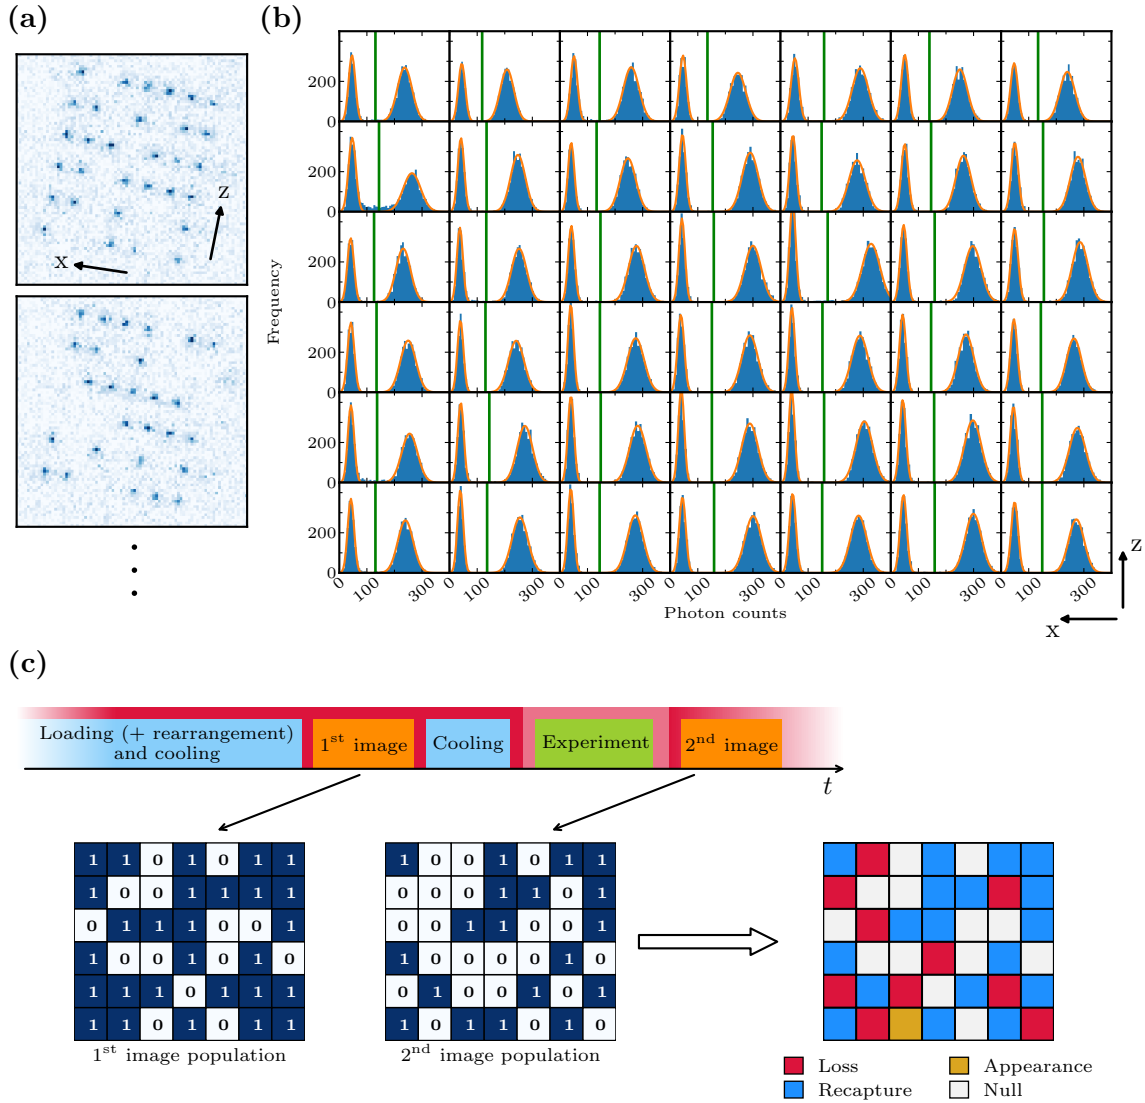 (a)
(b)
z
x
Frequency
200
0
200
0
200
0
200
0
200
0
200
0
0 100 300 0 100 300 0 100 300 0 100 300 0 100 300 0 100 300 0 100 300
Photon counts
z
x
(c)
Loading (+ rearrangement)
and cooling
1st image
Cooling
Experiment
2nd image
t
1 1 0 1 0 1 1
1 0 0 1 1 1 1
0 1 1 1 0 0 1
1 0 0 1 0 1 0
1 1 1 0 1 1 1
1 1 0 1 0 1 1
1st image population
1 0 0 1 0 1 1
0 0 0 1 1 0 1
0 0 1 1 0 0 1
1 0 0 0 0 1 0
0 1 0 0 1 0 1
1 0 1 1 0 1 0
2nd image population
Loss
Appearance
Recapture
Null